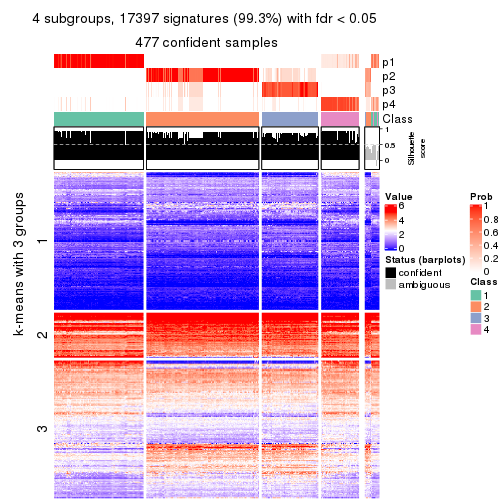 4 subgroups, 17397 signatures (99.3%) with fdr < 0.05
477 confident samples
p1
p2
p3
p4
Class
1
0.5
0
Silhouette
score
k-means with 3 groups
1
2
3
Value
6
4
2
0
Status (barplots)
confident
ambiguous
Prob
1
0.8
0.6
0.4
0.2
0
Class
1
2
3
4